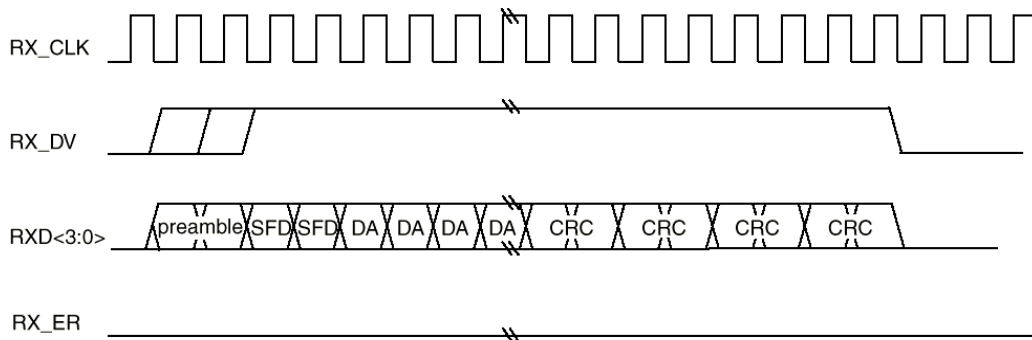 RX_CLK
RX_DV
RXD<3:0> preamble SFD SFD DA DA DA DA CRC CRC CRC CRC
RX_ER